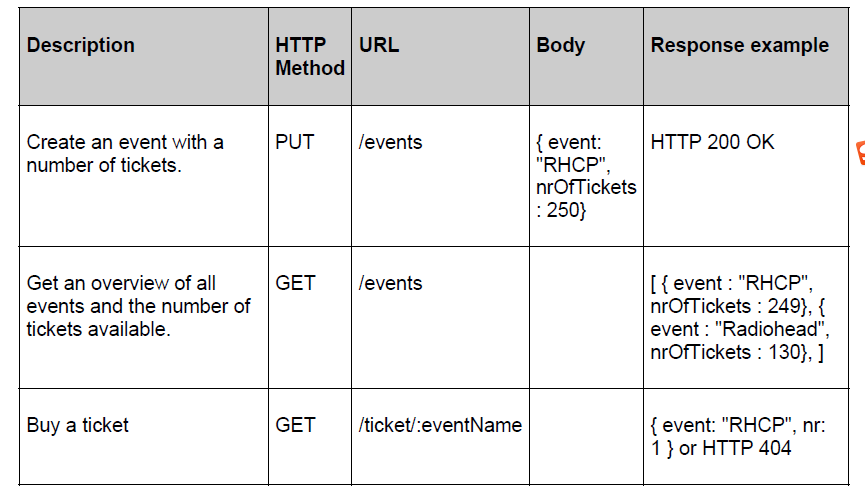 Description
HTTP
Method
URL
Body
Response example
Create an event with a
number of tickets.
PUT
/events
{ event:
"RHCP",
nrOfTickets
: 250}
HTTP 200 OK
Get an overview of all
events and the number of
tickets available.
GET
/events
[ { event : "RHCP",
nrOfTickets : 249}, {
event : "Radiohead",
nrOfTickets : 130}, ]
Buy a ticket
GET
/ticket/:eventName
{ event: "RHCP", nr:
1 } or HTTP 404